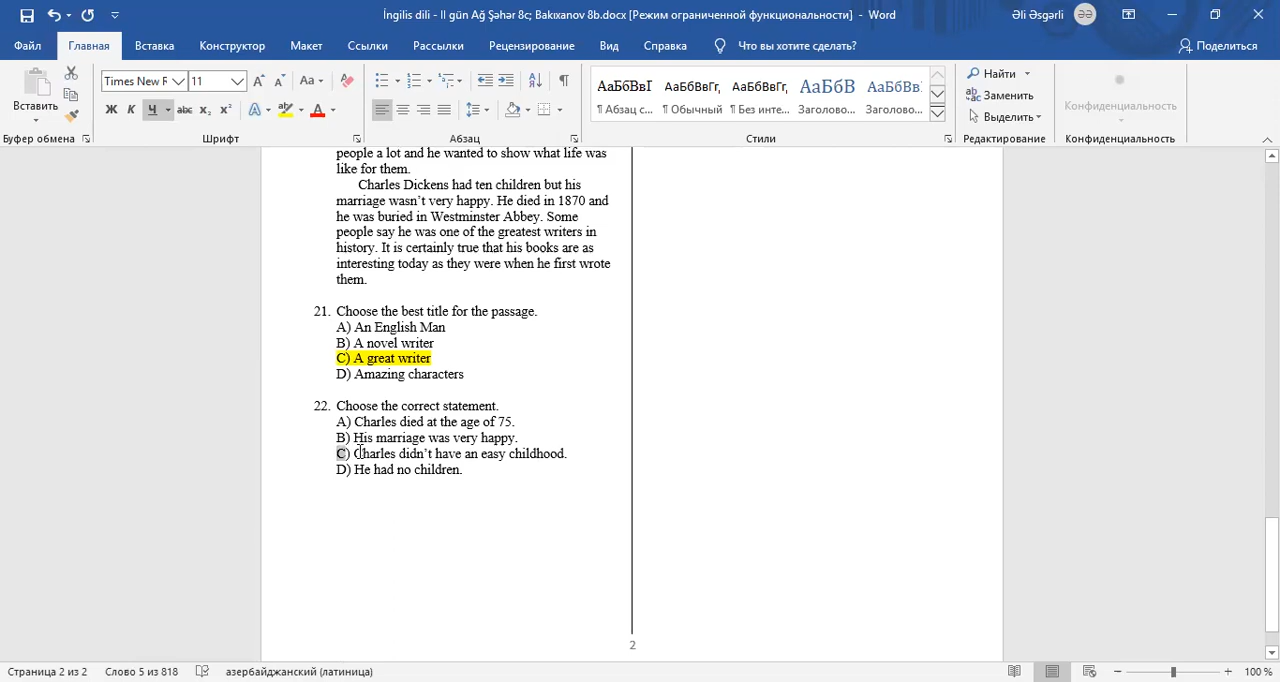 İngilis dili - II gün Ağ Şəhər 8c; Bakıxanov 8b.docx [Режим ограниченной функциональности] - Word
Əli Əsgərli
ƏƏ
Файл Главная Вставка Конструктор Макет Ссылки Рассылки Рецензирование Вид Справка Что вы хотите сделать? Поделиться
Вставить
Times New R 11
Ж К Ч abc x₂ x²
Aa
АаБбВвГ АаБбВвГг, АаБбВвГг, АаБбВ АаБбВв
¶ Абзац с... ¶ Обычный ¶ Без инте... Заголово... Заголово...
Найти
Заменить
Выделить
Конфиденциальность
Буфер обмена Шрифт Абзац Стили Редактирование Конфиденциальность
people a lot and he wanted to show what life was
like for them.
Charles Dickens had ten children but his
marriage wasn’t very happy. He died in 1870 and
he was buried in Westminster Abbey. Some
people say he was one of the greatest writers in
history. It is certainly true that his books are as
interesting today as they were when he first wrote
them.
21. Choose the best title for the passage.
A) An English Man
B) A novel writer
C) A great writer
D) Amazing characters
22. Choose the correct statement.
A) Charles died at the age of 75.
B) His marriage was very happy.
C) Charles didn’t have an easy childhood.
D) He had no children.
2
Страница 2 из 2 Слово 5 из 818 азербайджанский (латиница) 100 %